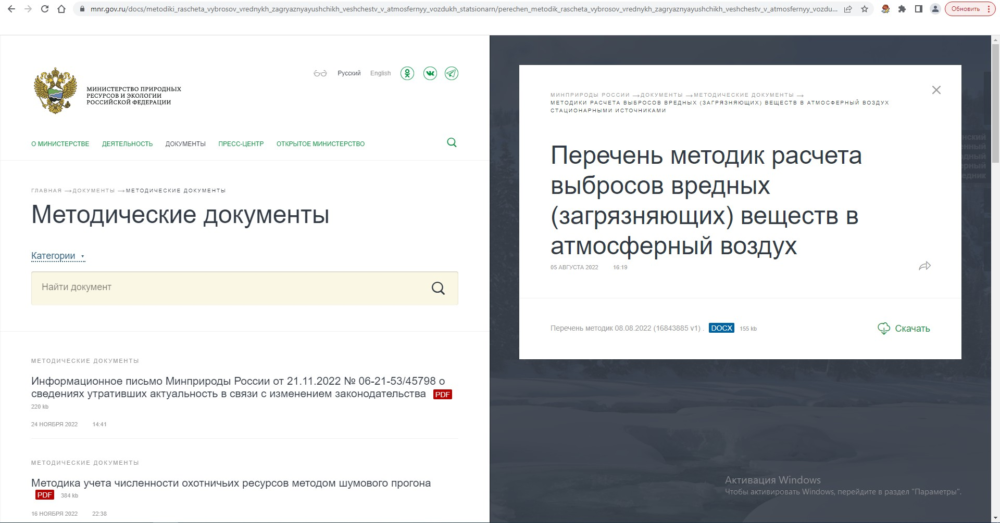 mnr.gov.ru/docs/metodiki_rascheta_vybrosov_vrednykh_zagryaznyayushchikh_veshchestv_v_atmosfernyy_vozdukh_statsionarn/perechen_metodik_rascheta_vybrosov_vrednykh_zagryaznyayushchikh_veshchestv_v_atmosfernyy_vozdu...
Обновить
Русский English
МИНИСТЕРСТВО ПРИРОДНЫХ
РЕСУРСОВ И ЭКОЛОГИИ
РОССИЙСКОЙ ФЕДЕРАЦИИ
О МИНИСТЕРСТВЕ ДЕЯТЕЛЬНОСТЬ ДОКУМЕНТЫ ПРЕСС-ЦЕНТР ОТКРЫТОЕ МИНИСТЕРСТВО
ГЛАВНАЯ → ДОКУМЕНТЫ → МЕТОДИЧЕСКИЕ ДОКУМЕНТЫ
Методические документы
Категории
Найти документ
МЕТОДИЧЕСКИЕ ДОКУМЕНТЫ
Информационное письмо Минприроды России от 21.11.2022 № 06-21-53/45798 о
сведениях утративших актуальность в связи с изменением законодательства PDF
220 kb
24 НОЯБРЯ 2022 14:41
МЕТОДИЧЕСКИЕ ДОКУМЕНТЫ
Методика учета численности охотничьих ресурсов методом шумового прогона
PDF 384 kb
16 НОЯБРЯ 2022 22:38
МИНПРИРОДЫ РОССИИ → ДОКУМЕНТЫ → МЕТОДИЧЕСКИЕ ДОКУМЕНТЫ →
МЕТОДИКИ РАСЧЕТА ВЫБРОСОВ ВРЕДНЫХ (ЗАГРЯЗНЯЮЩИХ) ВЕЩЕСТВ В АТМОСФЕРНЫЙ ВОЗДУХ
СТАЦИОНАРНЫМИ ИСТОЧНИКАМИ
Перечень методик расчета
выбросов вредных
(загрязняющих) веществ в
атмосферный воздух
05 АВГУСТА 2022 16:19
Перечень методик 08.08.2022 (16843885 v1) . DOCX 155 kb
Скачать
Активация Windows
Чтобы активировать Windows, перейдите в раздел "Параметры".